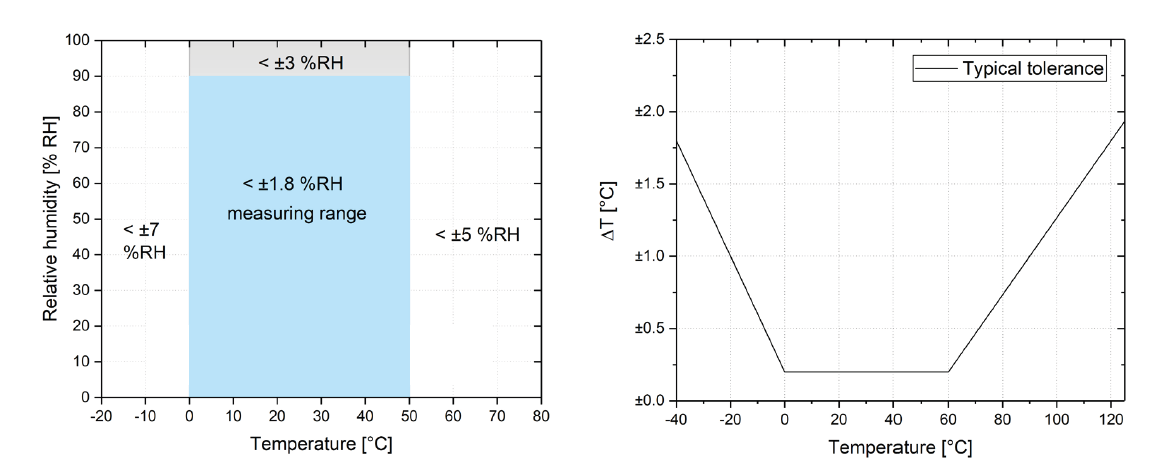 100
90
80
70
60
50
40
30
20
10
0
Relative humidity [% RH]
< ±3 %RH
< ±1.8 %RH
measuring range
< ±7
%RH
< ±5 %RH
-20 -10 0 10 20 30 40 50 60 70 80
Temperature [°C]
±2.5
±2.0
±1.5
±1.0
±0.5
±0.0
ΔT [°C]
Typical tolerance
-40 -20 0 20 40 60 80 100 120
Temperature [°C]